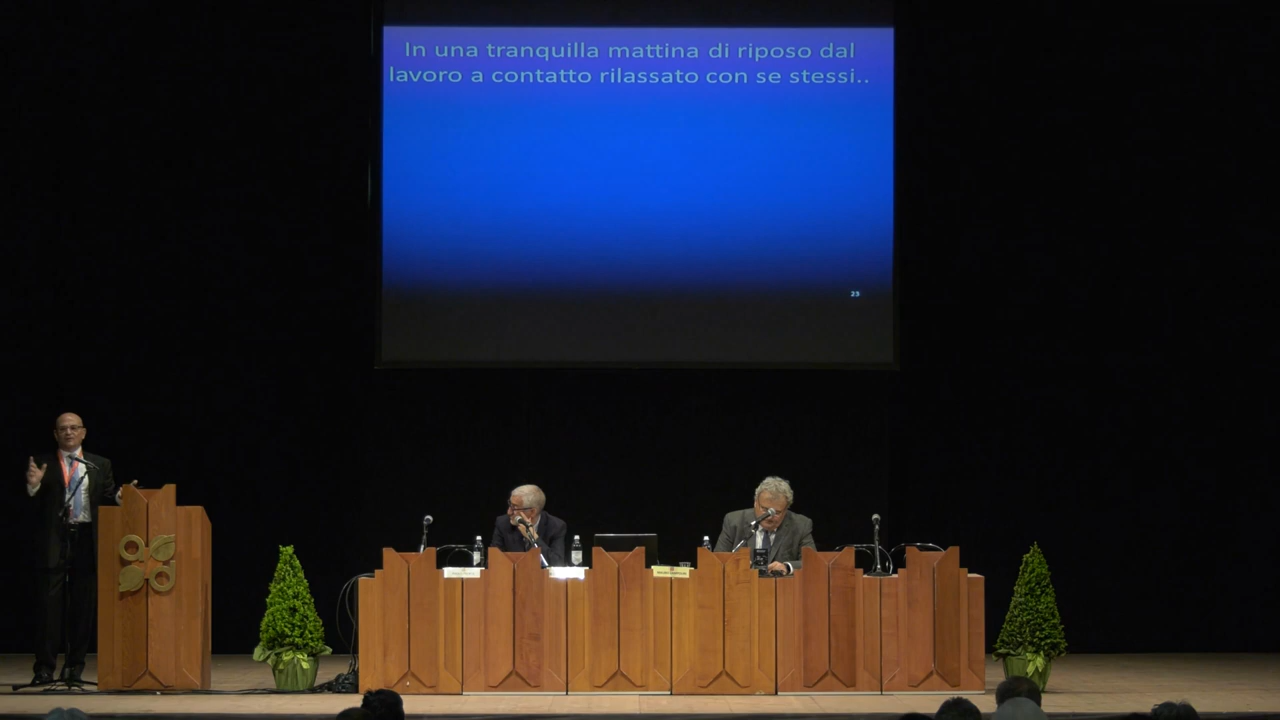 In una tranquilla mattina di riposo dal
lavoro a contatto rilassato con se stessi..
23